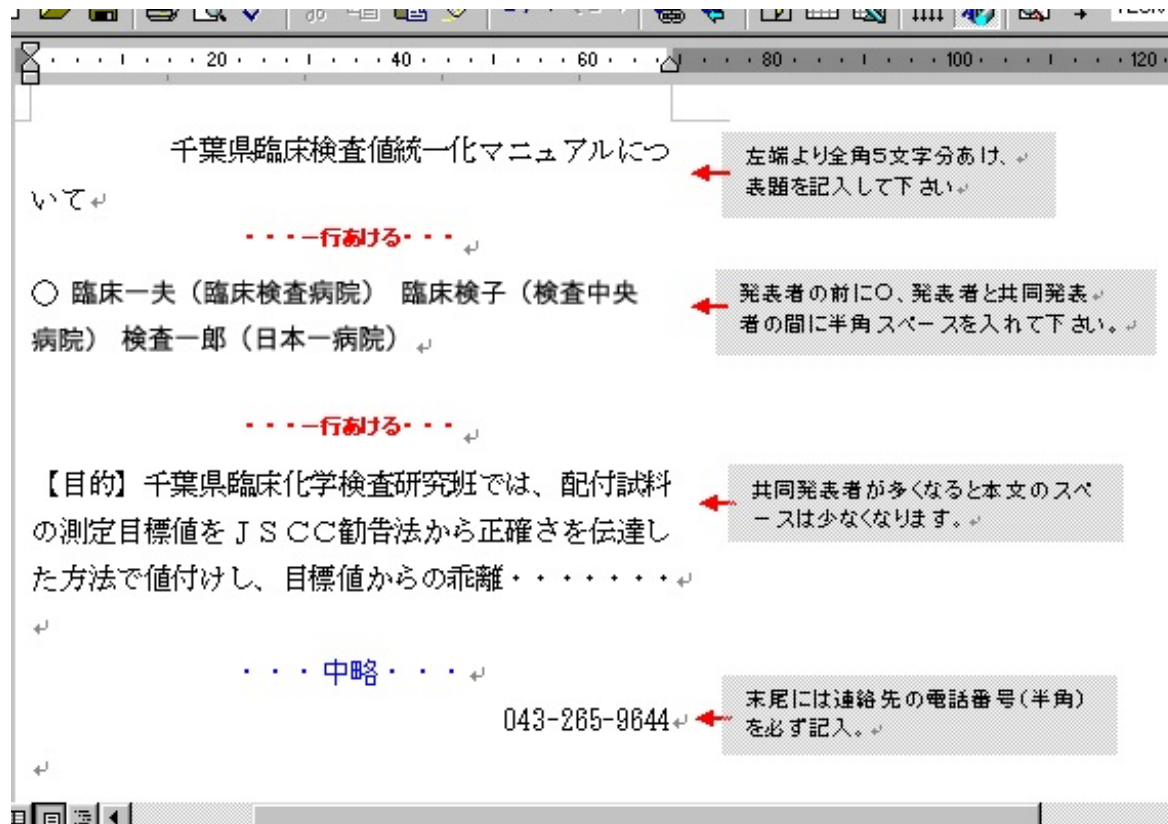 20 40 60 80 100 120
千葉県臨床検査値統一化マニュアルにつ
いて
左端より全角5文字分あけ、
表題を記入して下さい
・・・一行あける・・・
○ 臨床一夫（臨床検査病院） 臨床検子（検査中央
病院） 検査一郎（日本一病院）
発表者の前に〇、発表者と共同発表
者の間に半角スペースを入れて下さい。
・・・一行あける・・・
【目的】千葉県臨床化学検査研究班では、配付試料
の測定目標値をＪＳＣＣ勧告法から正確さを伝達し
た方法で値付けし、目標値からの乖離・・・・・・・
共同発表者が多くなると本文のスペ
ースは少なくなります。
・・・中略・・・
043-265-9644
末尾には連絡先の電話番号(半角)
を必ず記入。